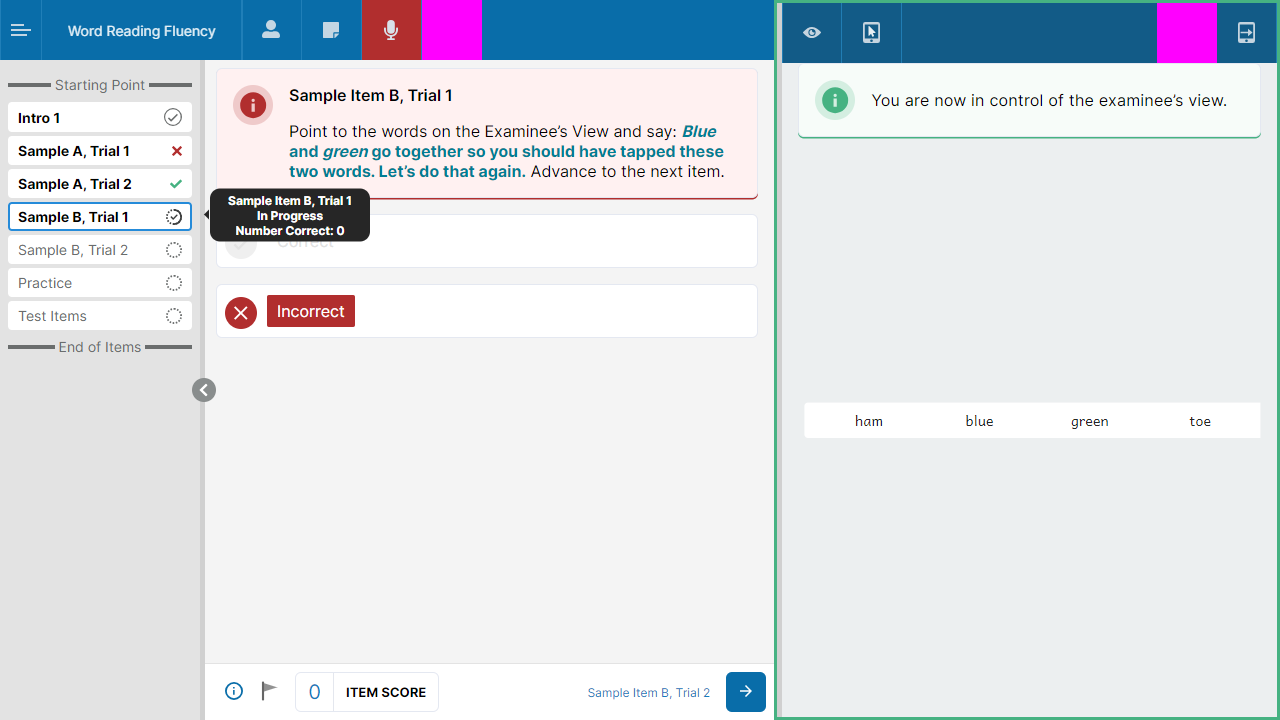 Word Reading Fluency
Starting Point
Intro 1
Sample A, Trial 1
Sample A, Trial 2
Sample B, Trial 1
Sample B, Trial 2
Practice
Test Items
End of Items
Sample Item B, Trial 1
Point to the words on the Examinee’s View and say: Blue
and green go together so you should have tapped these
two words. Let’s do that again. Advance to the next item.
Sample Item B, Trial 1
In Progress
Number Correct: 0
Correct
Incorrect
0 ITEM SCORE
Sample Item B, Trial 2
You are now in control of the examinee’s view.
ham blue green toe